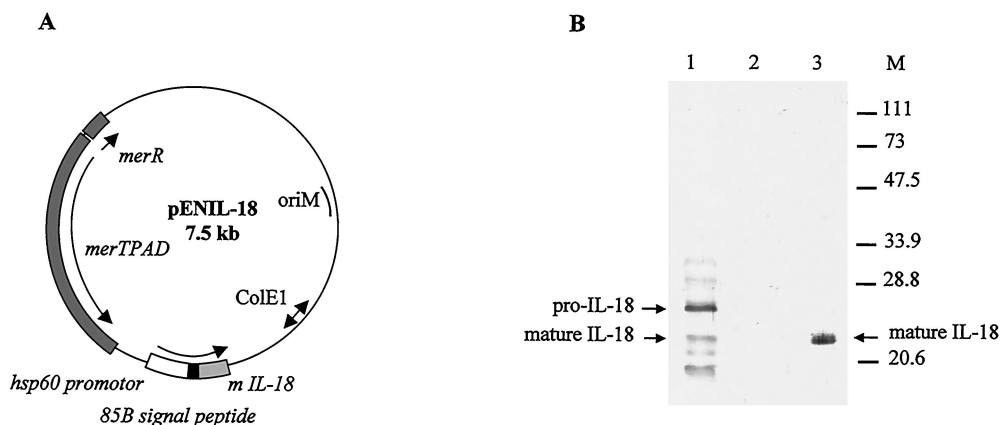 A
merR
pENIL-18
7.5 kb
oriM
merTPAD
ColE1
hsp60 promotor
m IL-18
85B signal peptide
B
1 2 3 M
111
73
47.5
33.9
28.8
pro-IL-18
mature IL-18
mature IL-18
20.6